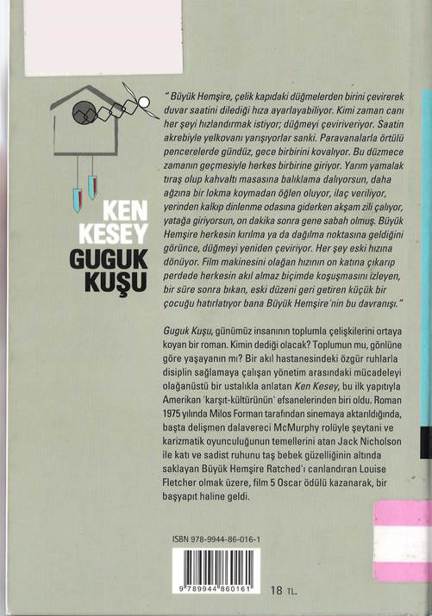 KEN
KESEY
GUGUK
KUŞU
" Büyük Hemşire, çelik kapıdaki düğmelerden birini çevirerek
duvar saatini dilediği hıza ayarlayabiliyor. Kimi zaman canı
her şeyi hızlandırmak istiyor; düğmeyi çeviriveriyor. Saatin
akrebiyle yelkovanı yarışıyorlar sanki. Paravanalarla örtülü
pencerelerde gündüz, gece birbirini kovalıyor. Bu düzmece
zamanın geçmesiyle herkes birbirine giriyor. Yarım yamalak
tıraş olup kahvaltı masasına balıklama dalıyorsun, daha
ağzına bir lokma koymadan öğlen oluyor, ilaç veriliyor,
yerinden kalkıp dinlenme odasına giderken akşam zili çalıyor,
yatağa giriyorsun, on dakika sonra gene sabah olmuş. Büyük
Hemşire herkesin kırılma ya da dağılma noktasına geldiğini
görünce, düğmeyi yeniden çeviriyor. Her şey eski hızına
dönüyor. Film makinesini olağan hızının on katına çıkarıp
perdede herkesin akıl almaz biçimde koşuşmasını izleyen,
bir süre sonra bıkan, eski düzeni geri getiren küçük bir
çocuğu hatırlatıyor bana Büyük Hemşire'nin bu davranışı."
Guguk Kuşu, günümüz insanının toplumla çelişkilerini ortaya
koyan bir roman. Kimin dediği olacak? Toplumun mu, gönlüne
göre yaşayanın mı? Bir akıl hastanesindeki özgür ruhlarla
disiplin sağlamaya çalışan yönetim arasındaki mücadeleyi
olağanüstü bir ustalıkla anlatan Ken Kesey, bu ilk yapıtıyla
Amerikan 'karşıt-kültürünün' efsanelerinden biri oldu. Roman
1975 yılında Milos Forman tarafından sinemaya aktarıldığında,
başta delişmen dalavereci McMurphy rolüyle şeytani ve
karizmatik oyunculuğunun temellerini atan Jack Nicholson
ile katı ve sadist ruhunu taş bebek güzelliğinin altında
saklayan Büyük Hemşire Ratched'ı canlandıran Louise
Fletcher olmak üzere, film 5 Oscar ödülü kazanarak, bir
başyapıt haline geldi.
ISBN 978-9944-86-016-1
9 789944 860161
18 TL.